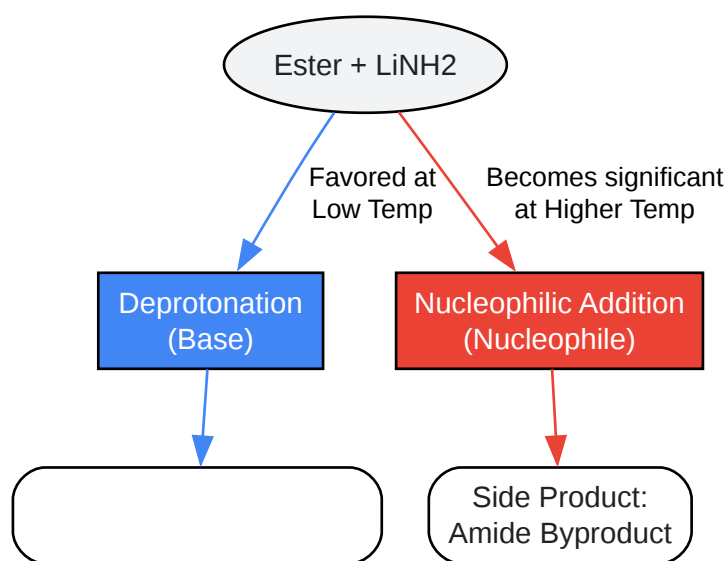 Ester + LiNH2
Favored at
Low Temp
Becomes significant
at Higher Temp
Deprotonation
(Base)
Nucleophilic Addition
(Nucleophile)
Side Product:
Amide Byproduct